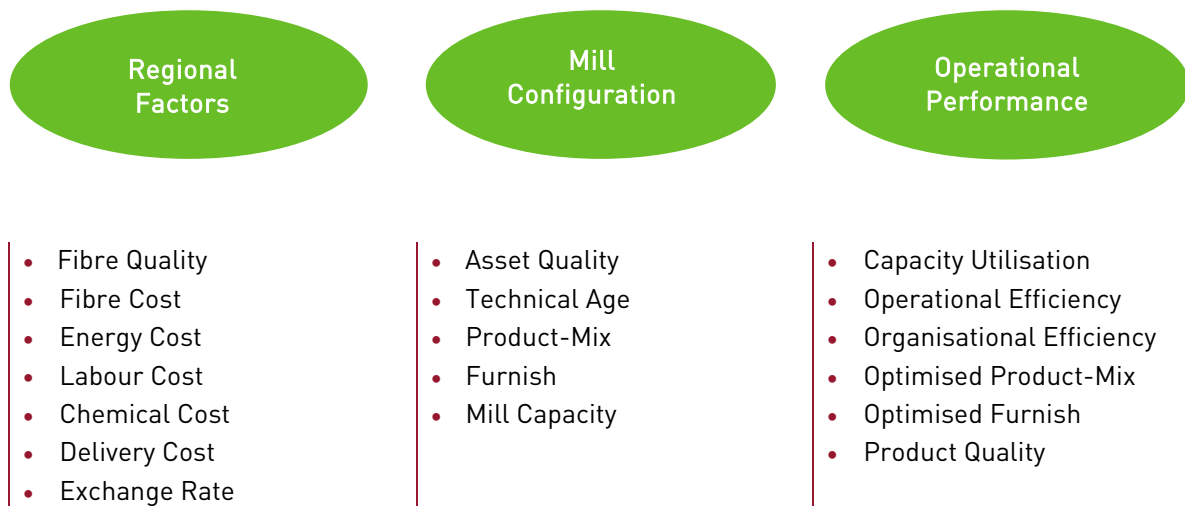 Regional
Factors
Mill
Configuration
Operational
Performance
• Fibre Quality
• Fibre Cost
• Energy Cost
• Labour Cost
• Chemical Cost
• Delivery Cost
• Exchange Rate
• Asset Quality
• Technical Age
• Product-Mix
• Furnish
• Mill Capacity
• Capacity Utilisation
• Operational Efficiency
• Organisational Efficiency
• Optimised Product-Mix
• Optimised Furnish
• Product Quality